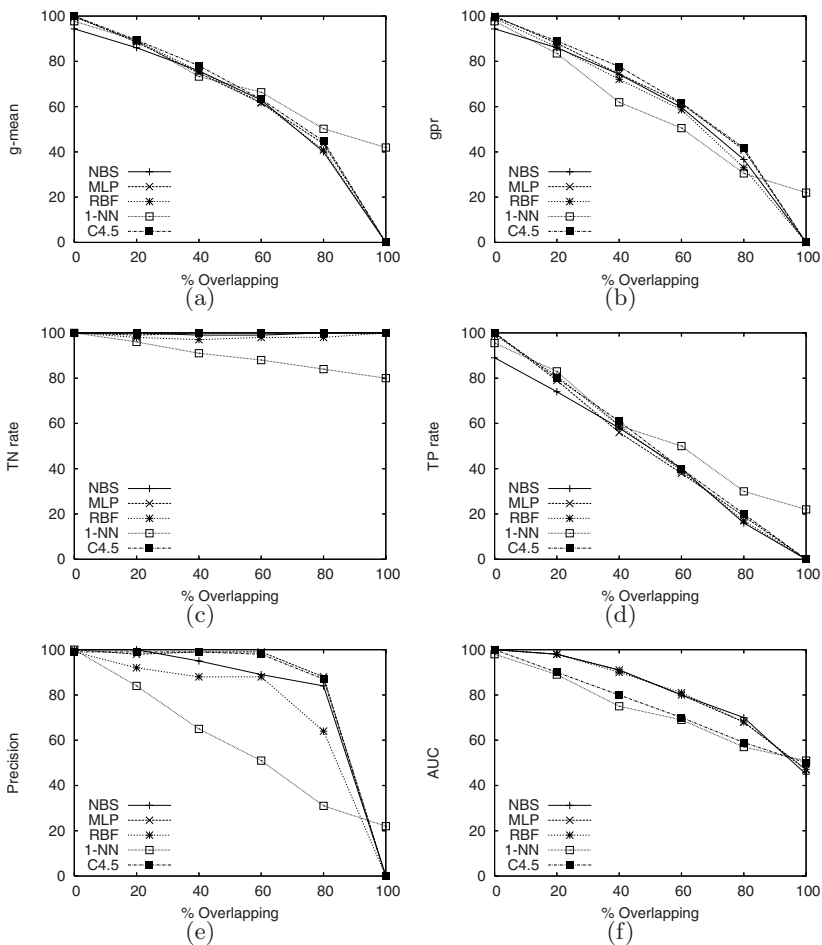 100
80
60
40
20
0
g-mean
NBS
MLP
RBF
1-NN
C4.5
0 20 40 60 80 100
% Overlapping
(a)
100
80
60
40
20
0
gpr
NBS
MLP
RBF
1-NN
C4.5
0 20 40 60 80 100
% Overlapping
(b)
100
80
60
40
20
0
TN rate
NBS
MLP
RBF
1-NN
C4.5
0 20 40 60 80 100
% Overlapping
(c)
100
80
60
40
20
0
TP rate
NBS
MLP
RBF
1-NN
C4.5
0 20 40 60 80 100
% Overlapping
(d)
100
80
60
40
20
0
Precision
NBS
MLP
RBF
1-NN
C4.5
0 20 40 60 80 100
% Overlapping
(e)
100
80
60
40
20
0
AUC
NBS
MLP
RBF
1-NN
C4.5
0 20 40 60 80 100
% Overlapping
(f)